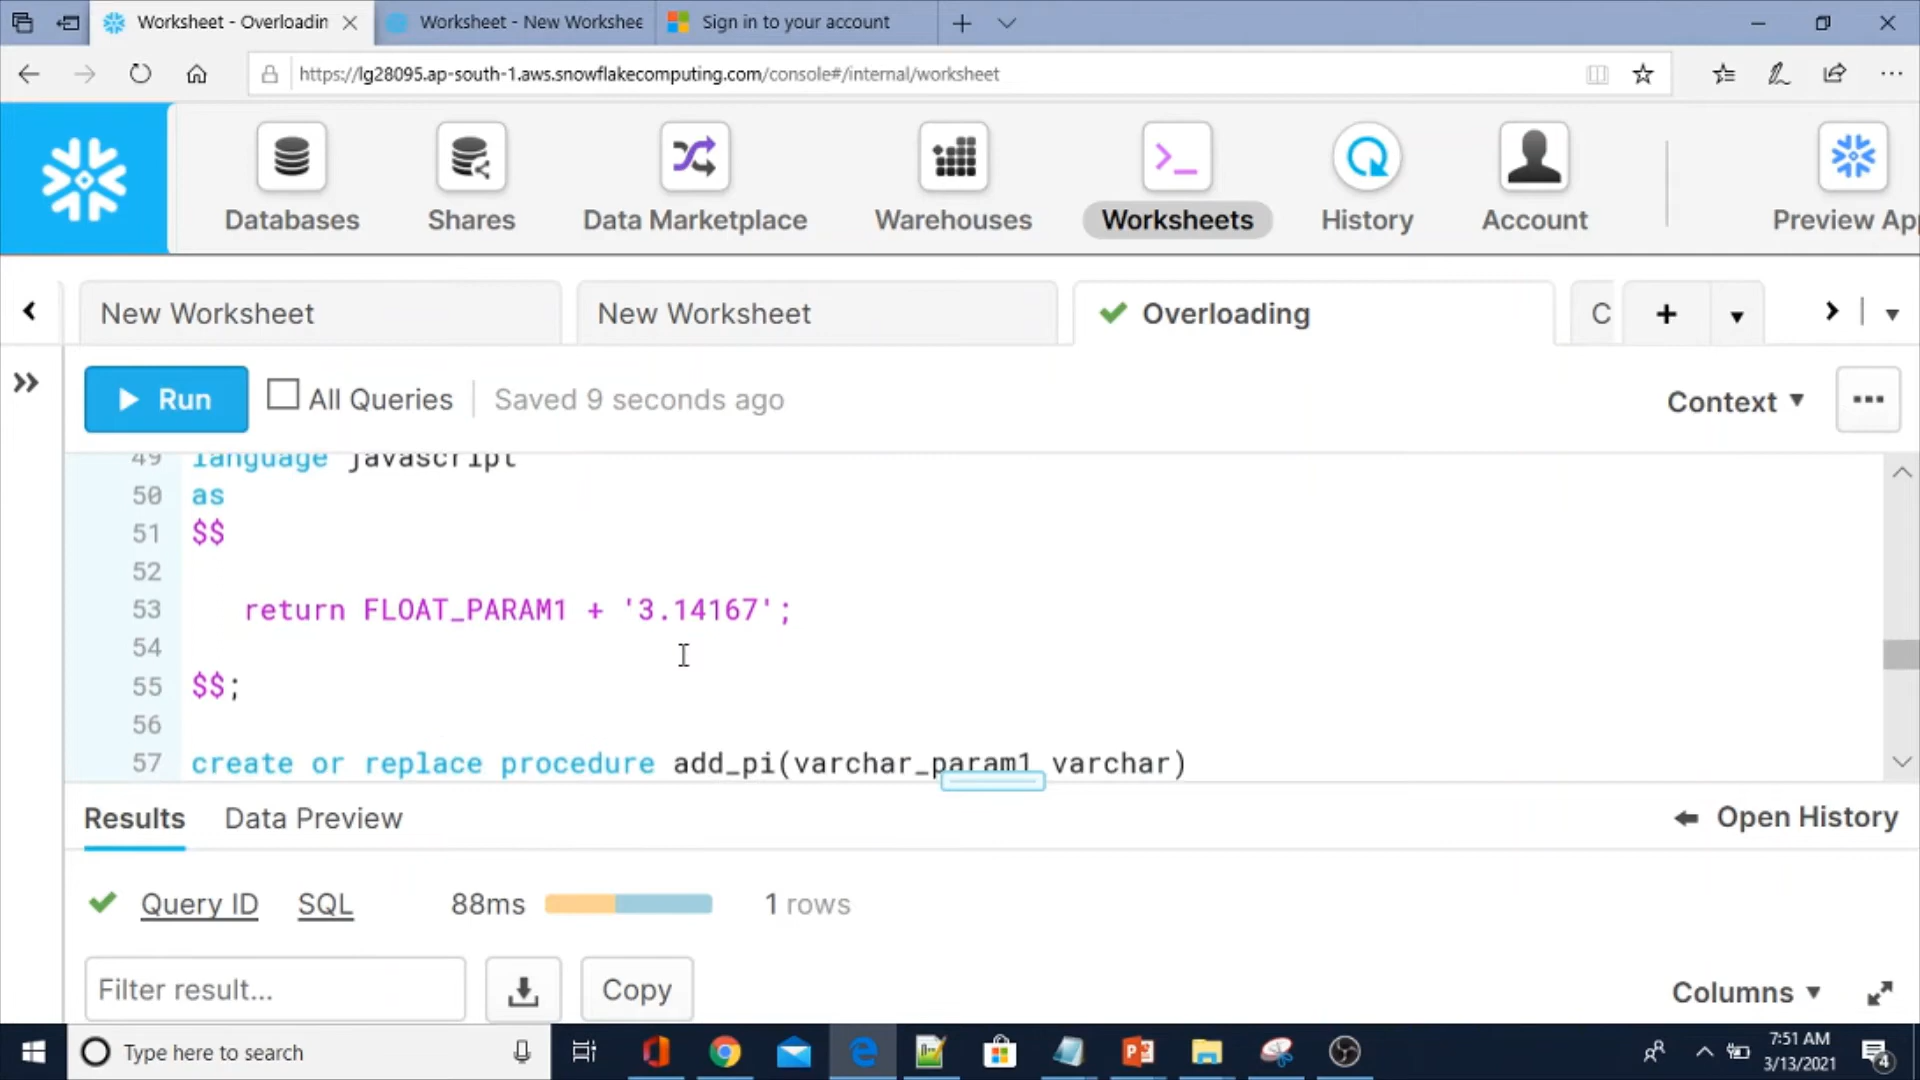 Worksheet - Overloadin
Worksheet - New Workshee
Sign in to your account
https://lg28095.ap-south-1.aws.snowflakecomputing.com/console#/internal/worksheet
Databases
Shares
Data Marketplace
Warehouses
Worksheets
History
Account
Preview Ap
New Worksheet
New Worksheet
Overloading
C
Run
All Queries
Saved 9 seconds ago
Context
49 language javascript
50 as
51 $$
52
53 return FLOAT_PARAM1 + '3.14167';
54
55 $$;
56
57 create or replace procedure add_pi(varchar_param1 varchar)
Results
Data Preview
Open History
Query ID
SQL
88ms
1 rows
Filter result...
Copy
Columns
Type here to search
7:51 AM
3/13/2021
4